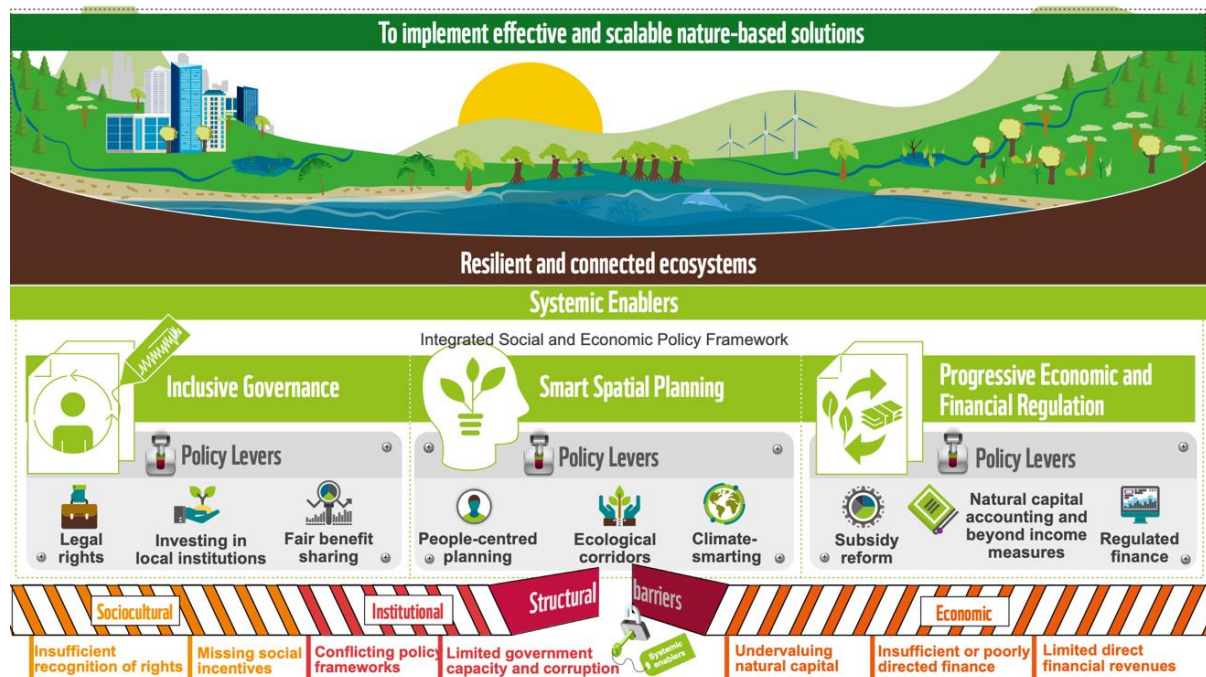 To implement effective and scalable nature-based solutions
Resilient and connected ecosystems
Systemic Enablers
Integrated Social and Economic Policy Framework
Inclusive Governance
Policy Levers
Legal
rights
Investing in
local institutions
Fair benefit
sharing
Smart Spatial Planning
Policy Levers
People-centred
planning
Ecological
corridors
Climate-
smarting
Progressive Economic and
Financial Regulation
Policy Levers
Subsidy
reform
Natural capital
accounting and
beyond income
measures
Regulated
finance
Sociocultural
Institutional
Structural
barriers
Economic
Insufficient
recognition of rights
Missing social
incentives
Conflicting policy
frameworks
Limited government
capacity and corruption
Systemic
enablers
Undervaluing
natural capital
Insufficient or poorly
directed finance
Limited direct
financial revenues